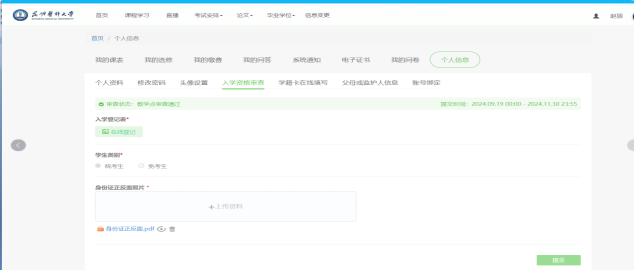 首页 课程学习 直播 考试安排 论文 毕业学位 信息变更
首页 / 个人信息
我的课表 我的选修 我的缴费 我的问答 系统通知 电子证书 我的问卷 个人信息
个人资料 修改密码 头像设置 入学资格审查 学籍卡在线填写 父母或监护人信息 账号绑定
审查状态：教学点审查通过 提交时间：2024.09.19 00:00 - 2024.11.30 23:55
入学登记表*
在线登记
学生类别*
统考生 免考生
身份证正反面照片 *
+上传资料
身份证正反面.pdf
提交